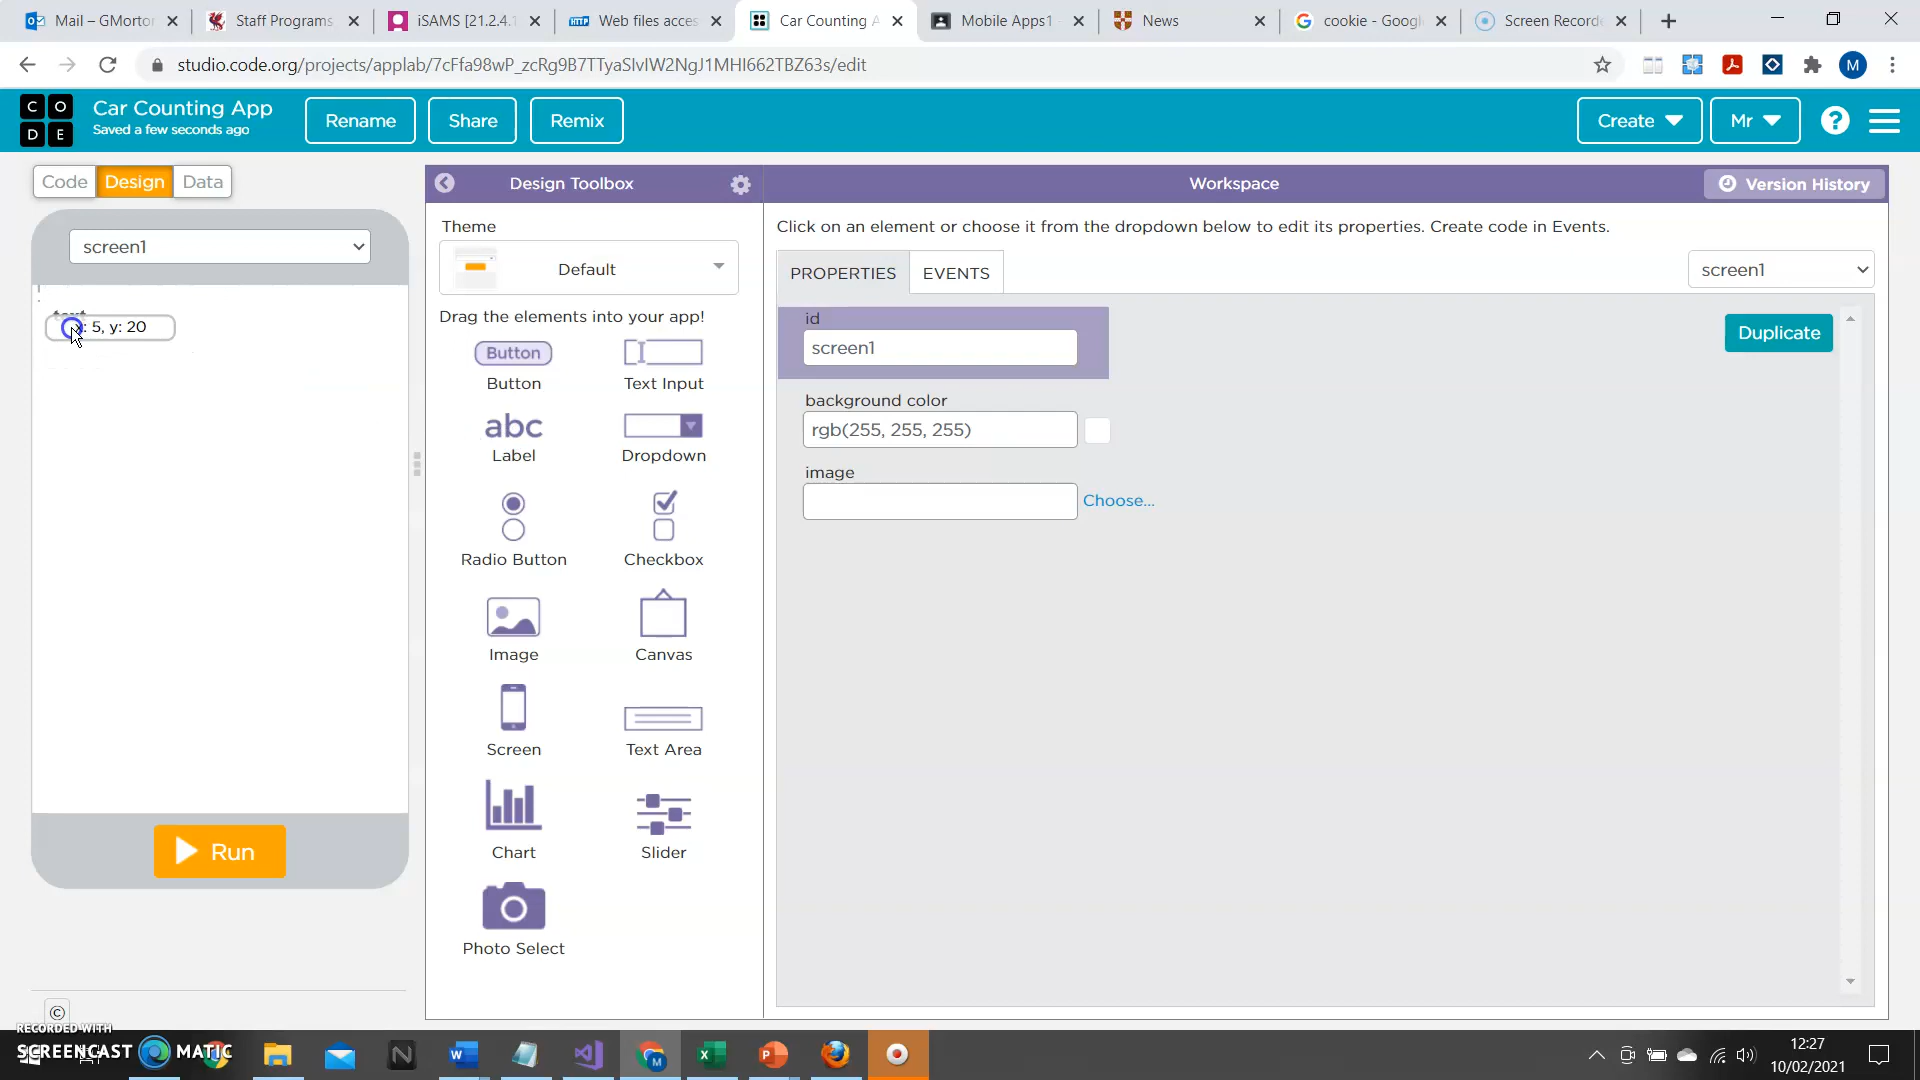 Mail – GMorton
Staff Programs
iSAMS [21.2.4.
Web files acces
Car Counting A
Mobile Apps1
News
cookie - Googl
Screen Record
studio.code.org/projects/applab/7cFfa98wP_zcRg9B7TTyaSlvIW2NgJ1MHI662TBZ63s/edit
M
C O
D E
Car Counting App
Saved a few seconds ago
Rename
Share
Remix
Create
Mr
?
Code
Design
Data
Design Toolbox
Workspace
Version History
screen1
Theme
Default
Click on an element or choose it from the dropdown below to edit its properties. Create code in Events.
PROPERTIES
EVENTS
screen1
text
x: 5, y: 20
Drag the elements into your app!
Button
Button
Text Input
abc
Label
Dropdown
Radio Button
Checkbox
Image
Canvas
Screen
Text Area
Chart
Slider
Photo Select
id
screen1
Duplicate
background color
rgb(255, 255, 255)
image
Choose...
Run
©
RECORDED WITH
SCREENCAST MATIC
12:27
10/02/2021